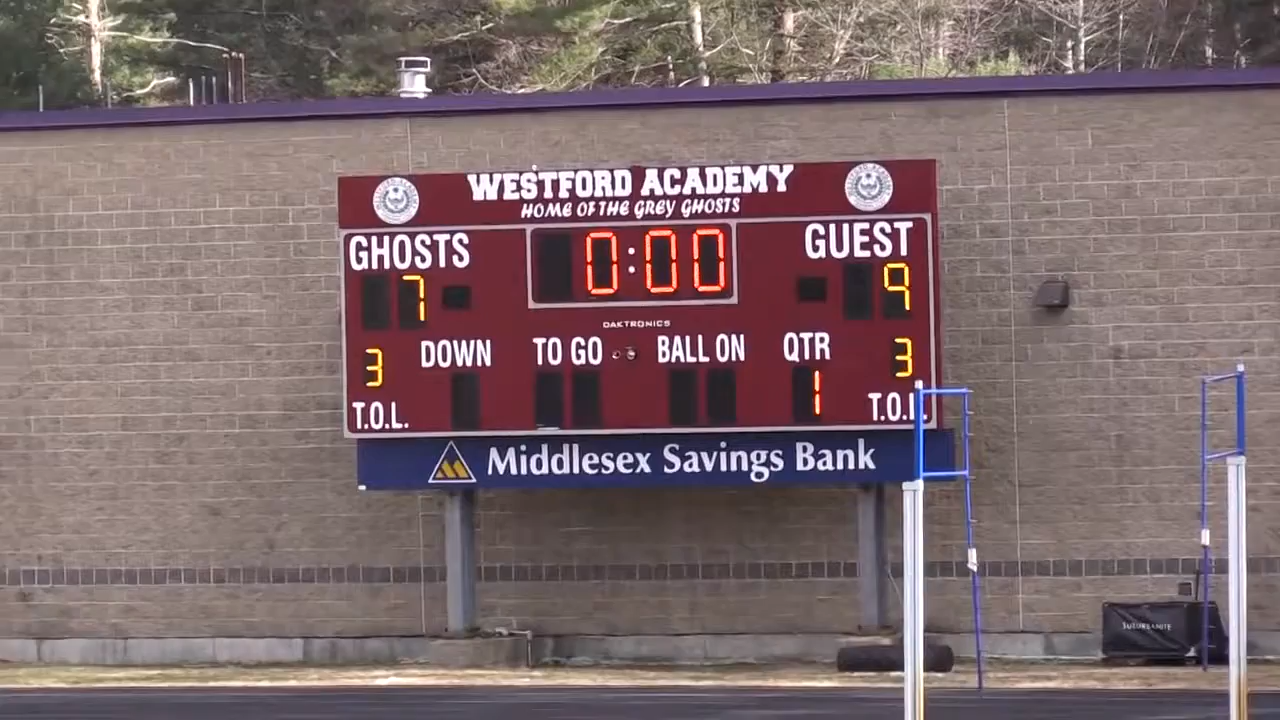 WESTFORD ACADEMY
HOME OF THE GREY GHOSTS
GHOSTS 0:00 GUEST
7 9
DAKTRONICS
3 DOWN TO GO BALL ON QTR 3
T.O.L. 1 T.O.L.
Middlesex Savings Bank